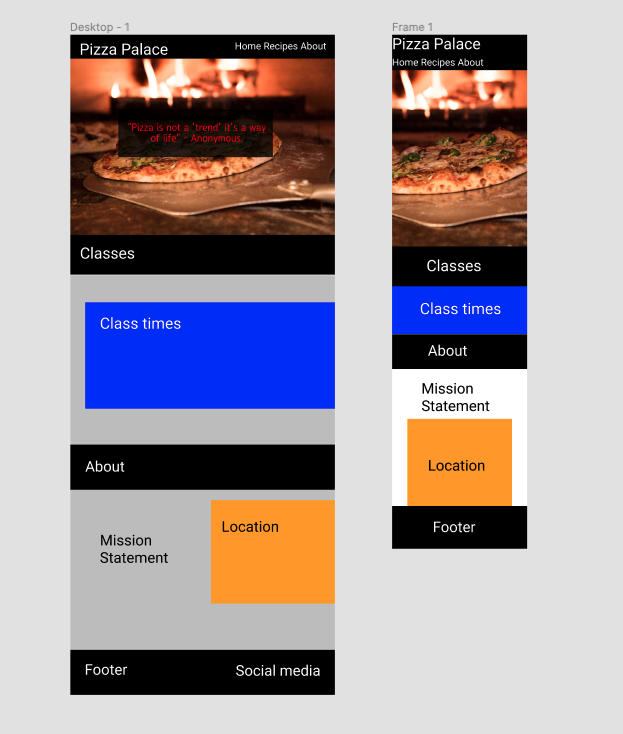 Desktop - 1
Pizza Palace
Home Recipes About
"Pizza is not a 'trend' it's a way
of life" - Anonymous
Classes
Class times
About
Mission
Statement
Location
Footer
Social media
Frame 1
Pizza Palace
Home Recipes About
Classes
Class times
About
Mission
Statement
Location
Footer